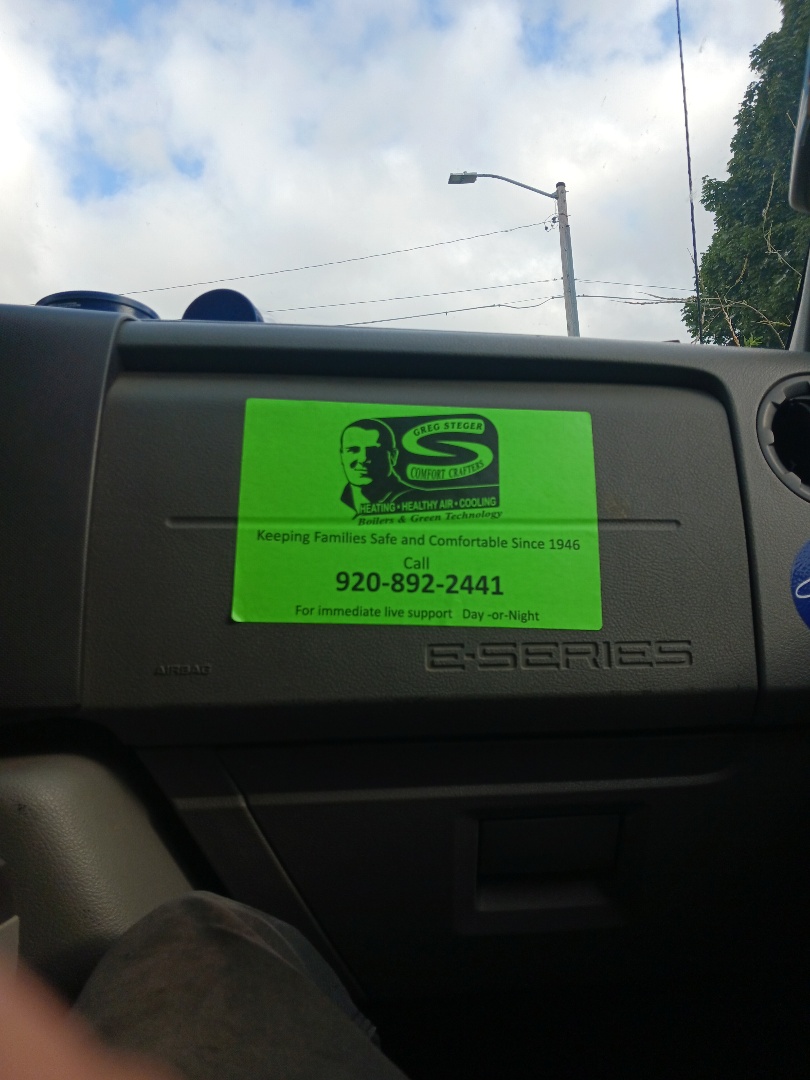 GREG STEGER
COMFORT CRAFTERS
HEATING • HEALTHY AIR • COOLING
Boilers & Green Technology
Keeping Families Safe and Comfortable Since 1946
Call
920-892-2441
For immediate live support Day -or-Night
E-SERIES
AIRBAG